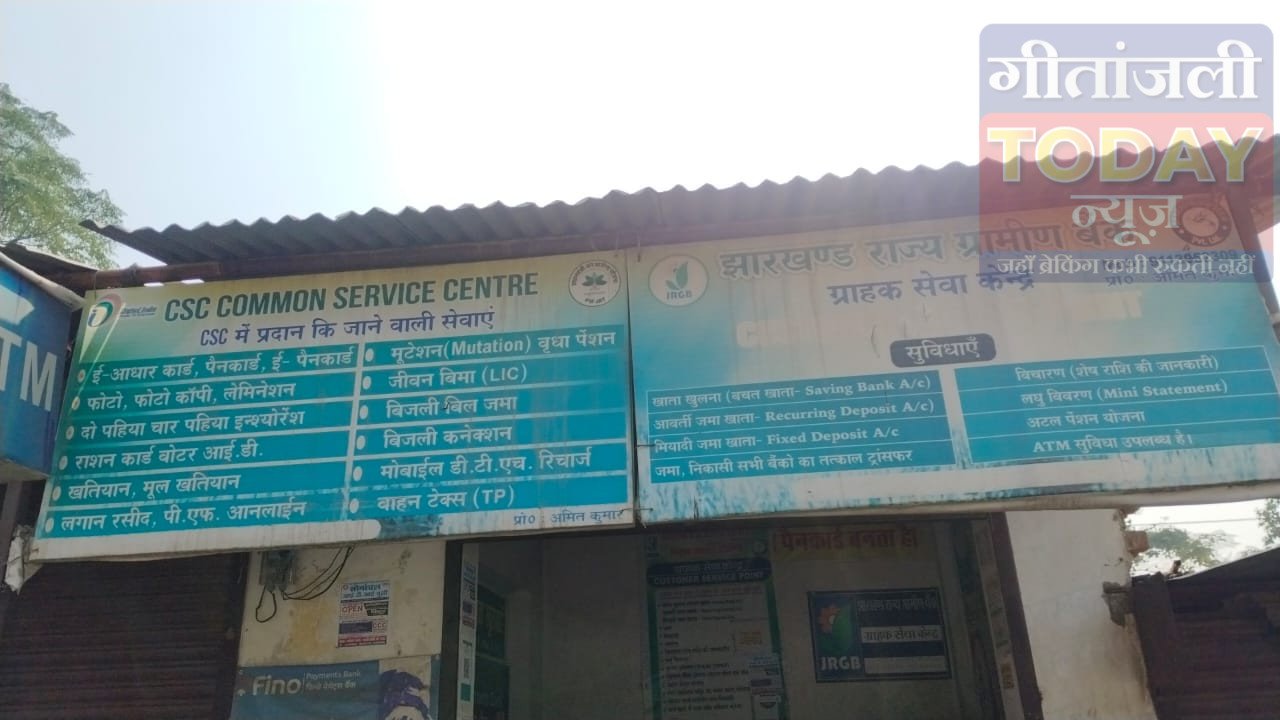 गीतांजली
TODAY
न्यूज़
जहाँ ब्रेकिंग कभी रुकती नहीं
CSC COMMON SERVICE CENTRE
CSC में प्रदान कि जाने वाली सेवाएं
ई-आधार कार्ड, पैनकार्ड, ई- पैनकार्ड
फोटो, फोटो कॉपी, लेमिनेशन
दो पहिया चार पहिया इन्श्योरेंश
राशन कार्ड वोटर आई.डी.
खतियान, मूल खतियान
लगान रसीद, पी.एफ. आनलाईन
मूटेशन(Mutation) वृधा पेंशन
जीवन बिमा (LIC)
बिजली बिल जमा
बिजली कनेक्शन
मोबाईल डी.टी.एच. रिचार्ज
वाहन टेक्स (TP)
प्रो० : अमित कुमार
JRGB
झारखण्ड राज्य ग्रामीण बैंक
ग्राहक सेवा केन्द्र
सुविधाएँ
खाता खुलना (बचत खाता- Saving Bank A/c)
आवर्ती जमा खाता- Recurring Deposit A/c)
मियादी जमा खाता- Fixed Deposit A/c
जमा, निकासी सभी बैंको का तत्काल ट्रांसफर
विचारण (शेष राशि की जानकारी)
लघु विवरण (Mini Statement)
अटल पेंशन योजना
ATM सुविधा उपलब्ध है।
TM
OPEN
Fino
Payments Bank
पैनकार्ड बनता है।
CUSTOMER SERVICE POINT
झारखण्ड राज्य ग्रामीण बैंक
ग्राहक सेवा केन्द्र
JRGB